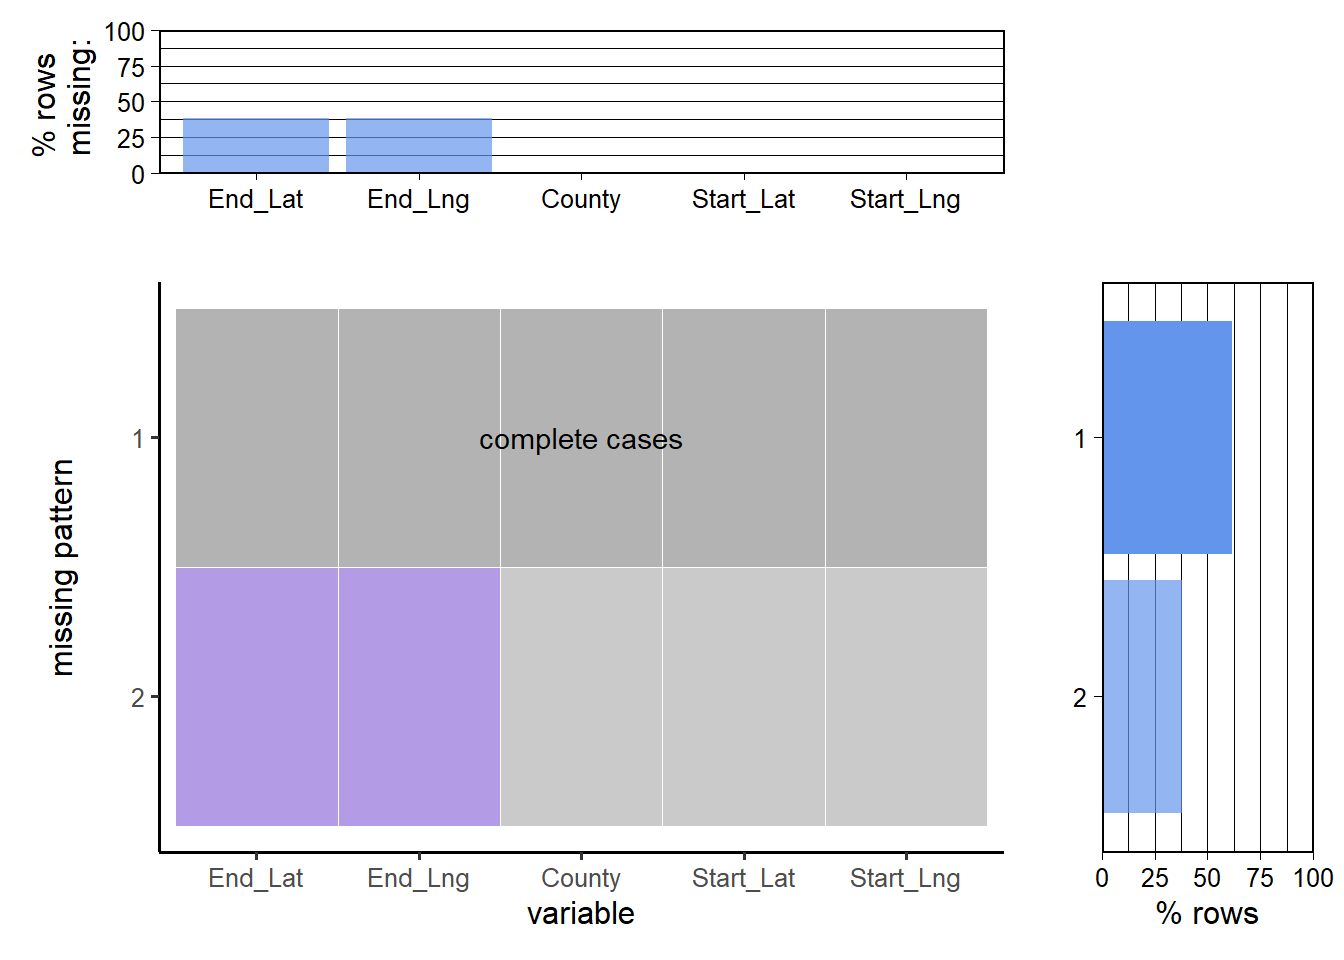 % rows
missing:
100
75
50
25
0
End_Lat End_Lng County Start_Lat Start_Lng
missing pattern
1
complete cases
2
End_Lat End_Lng County Start_Lat Start_Lng
variable
1
2
0 25 50 75 100
% rows